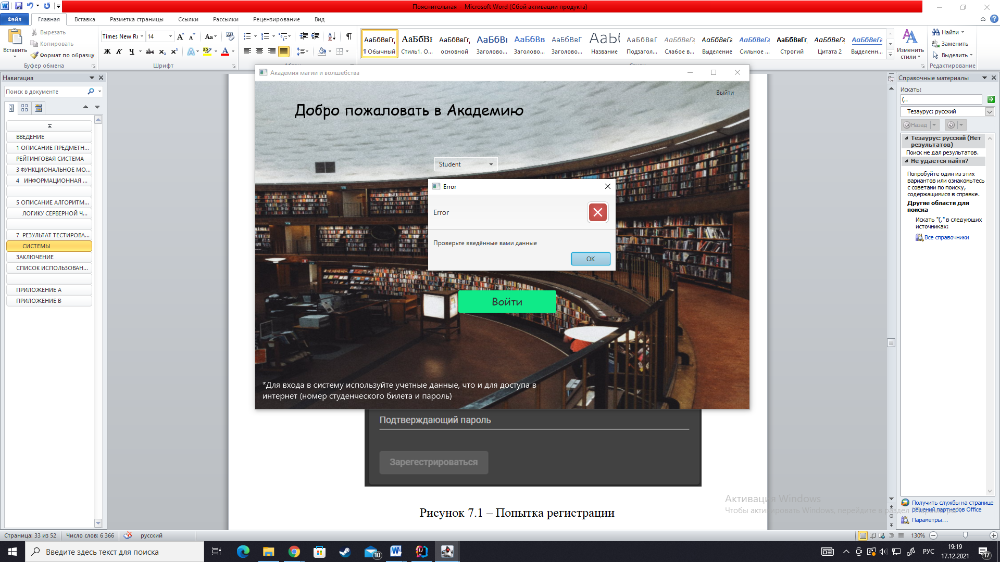 Пояснительная - Microsoft Word (Сбой активации продукта)
Файл Главная Вставка Разметка страницы Ссылки Рассылки Рецензирование Вид
Вставить
Вырезать
Копировать
Формат по образцу
Буфер обмена
Times New Rc 14
Aa
Ж К Ч abc x₂ x²
Шрифт
АаБбВвГг, АаБбВı АаБбВвГг, АаБбВı АаБбВв АаБбВвГ АаБЫ АаБбВвГ АаБбВвГг АаБбВвГг АаБбВвГг АаБбВвГг, АаБбВвГг АаБбВвГг
¶ Обычный Стиль1. О... основной Заголово... Заголово... Заголово... Название Подзагол... Слабое в... Выделение Сильное ... Строгий Цитата 2 Выделенн...
Изменить стили
Найти
Заменить
Выделить
Редактирование
Навигация
Поиск в документе
ВВЕДЕНИЕ
1 ОПИСАНИЕ ПРЕДМЕТН...
РЕЙТИНГОВАЯ СИСТЕМА
3 ФУНКЦИОНАЛЬНОЕ МО...
4 ИНФОРМАЦИОННАЯ ...
5 ОПИСАНИЕ АЛГОРИТМ...
ЛОГИКУ СЕРВЕРНОЙ Ч...
7 РЕЗУЛЬТАТ ТЕСТИРОВА...
СИСТЕМЫ
ЗАКЛЮЧЕНИЕ
СПИСОК ИСПОЛЬЗОВАН...
ПРИЛОЖЕНИЕ А
ПРИЛОЖЕНИЕ В
Академия магии и волшебства
Выйти
Добро пожаловать в Академию
Student
Error
Error
Проверьте введённые вами данные
OK
Войти
*Для входа в систему используйте учетные данные, что и для доступа в
интернет (номер студенческого билета и пароль)
Подтверждающий пароль
Зарегестрироваться
Рисунок 7.1 – Попытка регистрации
Справочные материалы
Искать:
(..
Тезаурус: русский
Назад
Тезаурус: русский (Нет
результатов)
Поиск не дал результатов.
Не удается найти?
Попробуйте один из этих
вариантов или ознакомьтесь
с советами по поиску,
содержащимися в справке.
Другие области для
поиска
Искать "(." в следующих
источниках:
Все справочники
Получить службы на странице
решений партнеров Office
Параметры...
Активация Windows
Чтобы активировать Windows, перейдите в раздел "Параметры".
Страница: 33 из 52 Число слов: 6 366 русский
130%
Введите здесь текст для поиска
10
РУС
19:19
17.12.2021
17